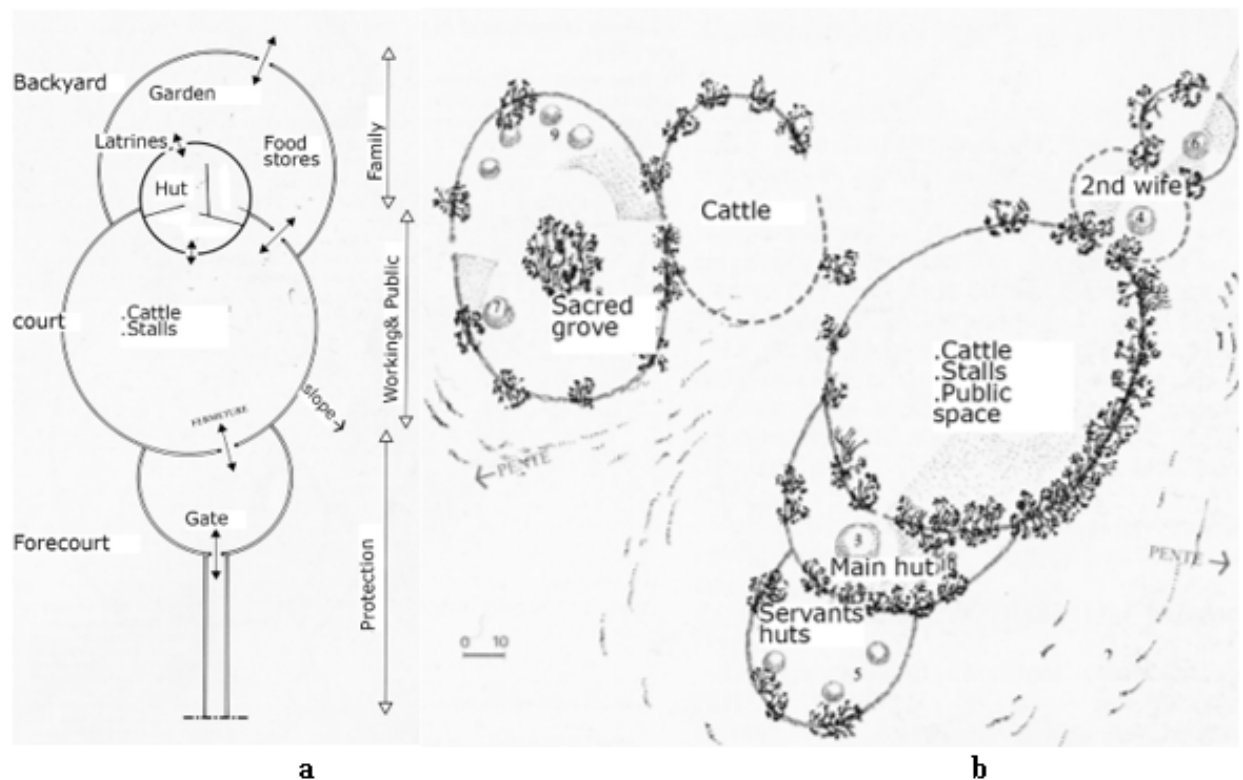 Backyard
Garden
Latrines
Food
stores
Hut
Family
court
.Cattle
.Stalls
Working& Public
FERMETURE
slope
Gate
Forecourt
Protection
a
9
Cattle
Sacred
grove
7
PENTE
0 10
6
2nd wife
4
.Cattle
.Stalls
.Public
space
3
Main hut
Servants
huts
5
PENTE
b